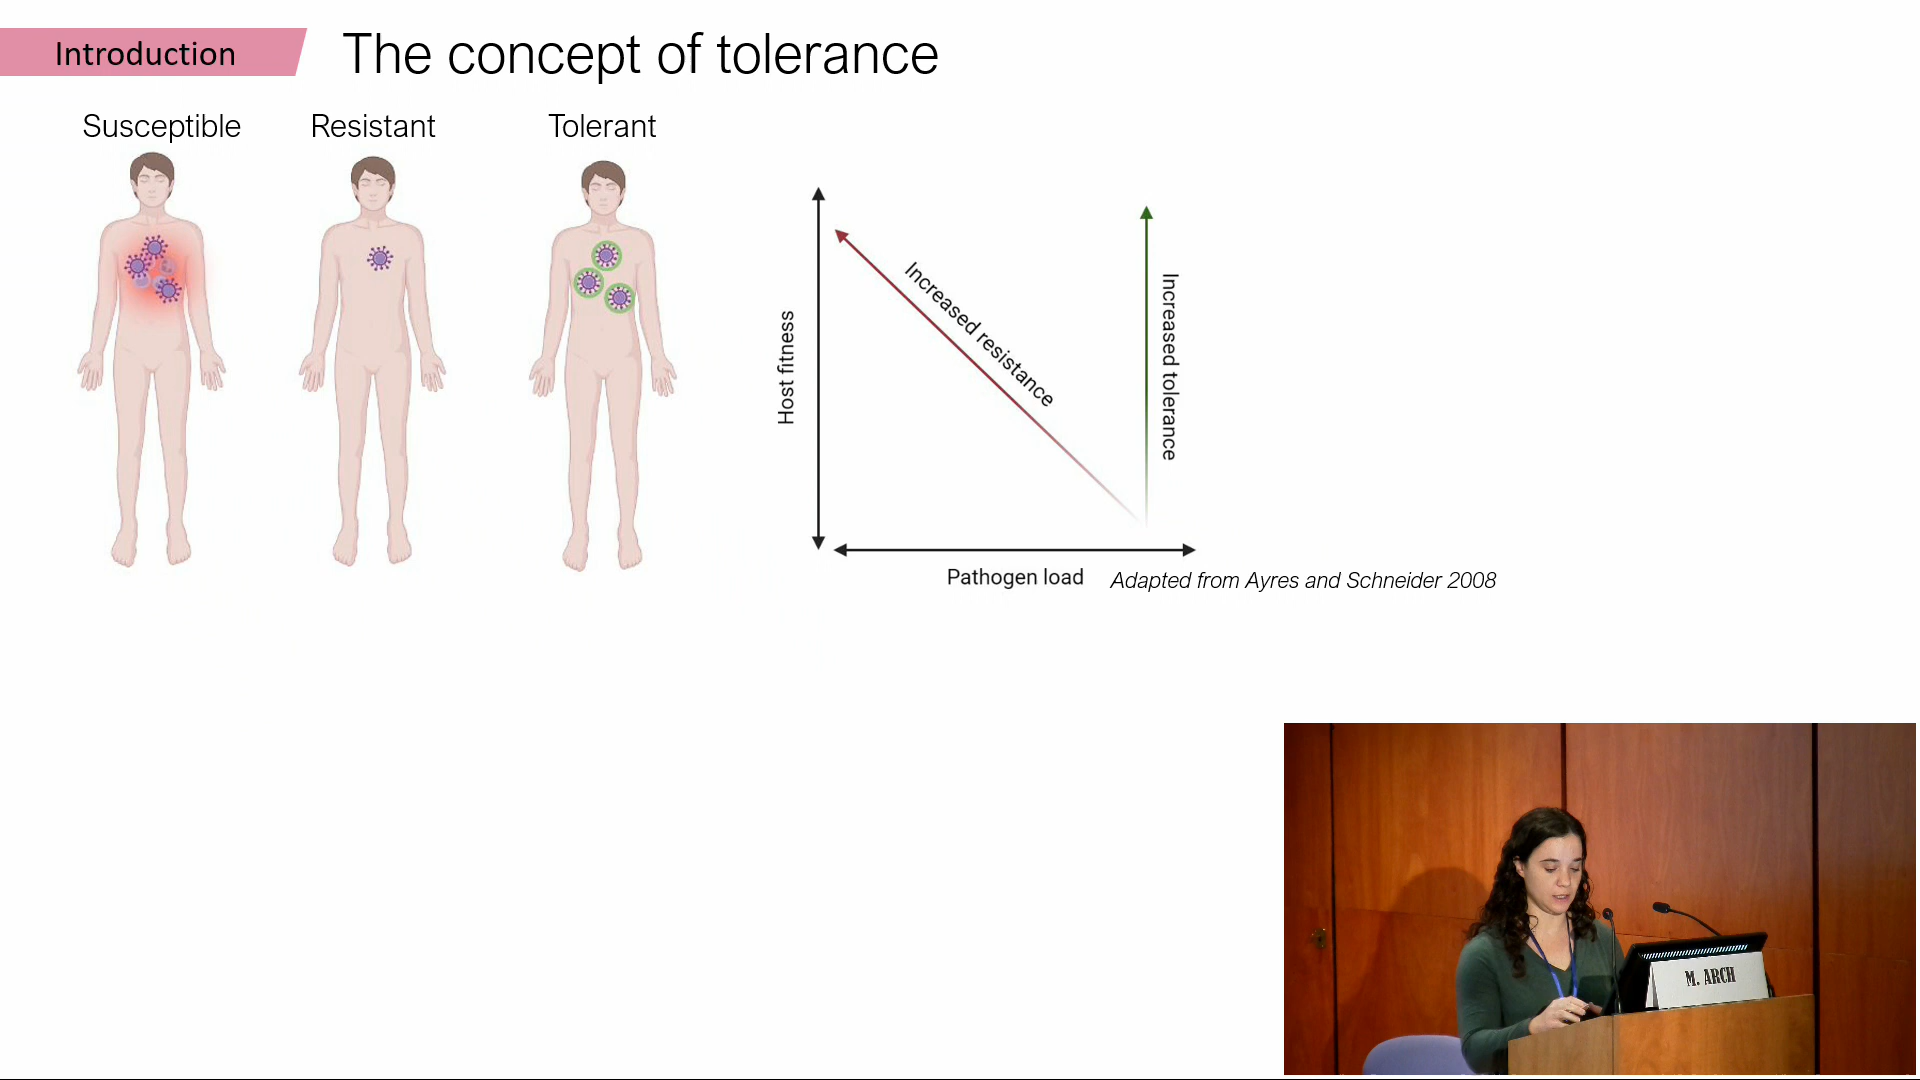 Introduction
The concept of tolerance
Susceptible
Resistant
Tolerant
Host fitness
Increased resistance
Increased tolerance
Pathogen load
Adapted from Ayres and Schneider 2008
M. ARCH